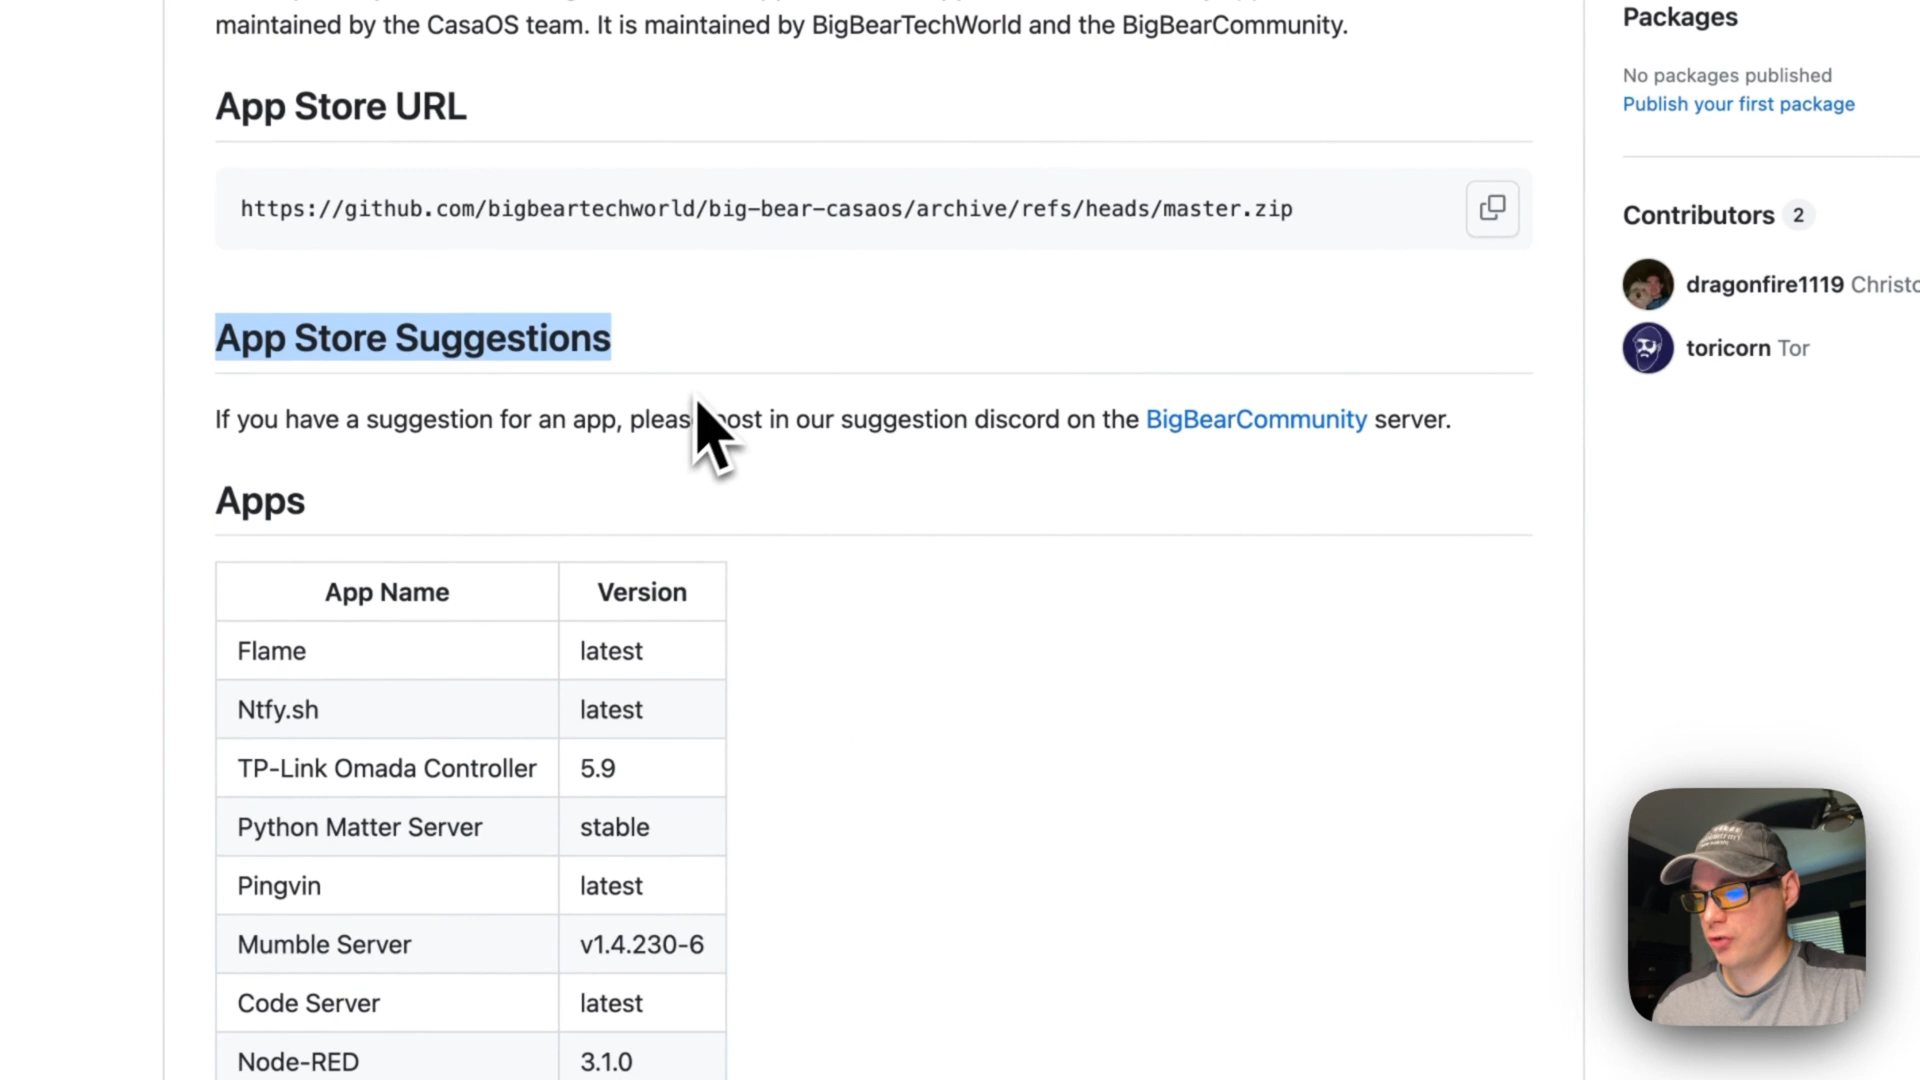 maintained by the CasaOS team. It is maintained by BigBearTechWorld and the BigBearCommunity.
App Store URL
https://github.com/bigbeartechworld/big-bear-casaos/archive/refs/heads/master.zip
App Store Suggestions
If you have a suggestion for an app, pleas ost in our suggestion discord on the BigBearCommunity server.
Apps
App Name Version
Flame latest
Ntfy.sh latest
TP-Link Omada Controller 5.9
Python Matter Server stable
Pingvin latest
Mumble Server v1.4.230-6
Code Server latest
Node-RED 3.1.0
Packages
No packages published
Publish your first package
Contributors 2
dragonfire1119 Christo
toricorn Tor